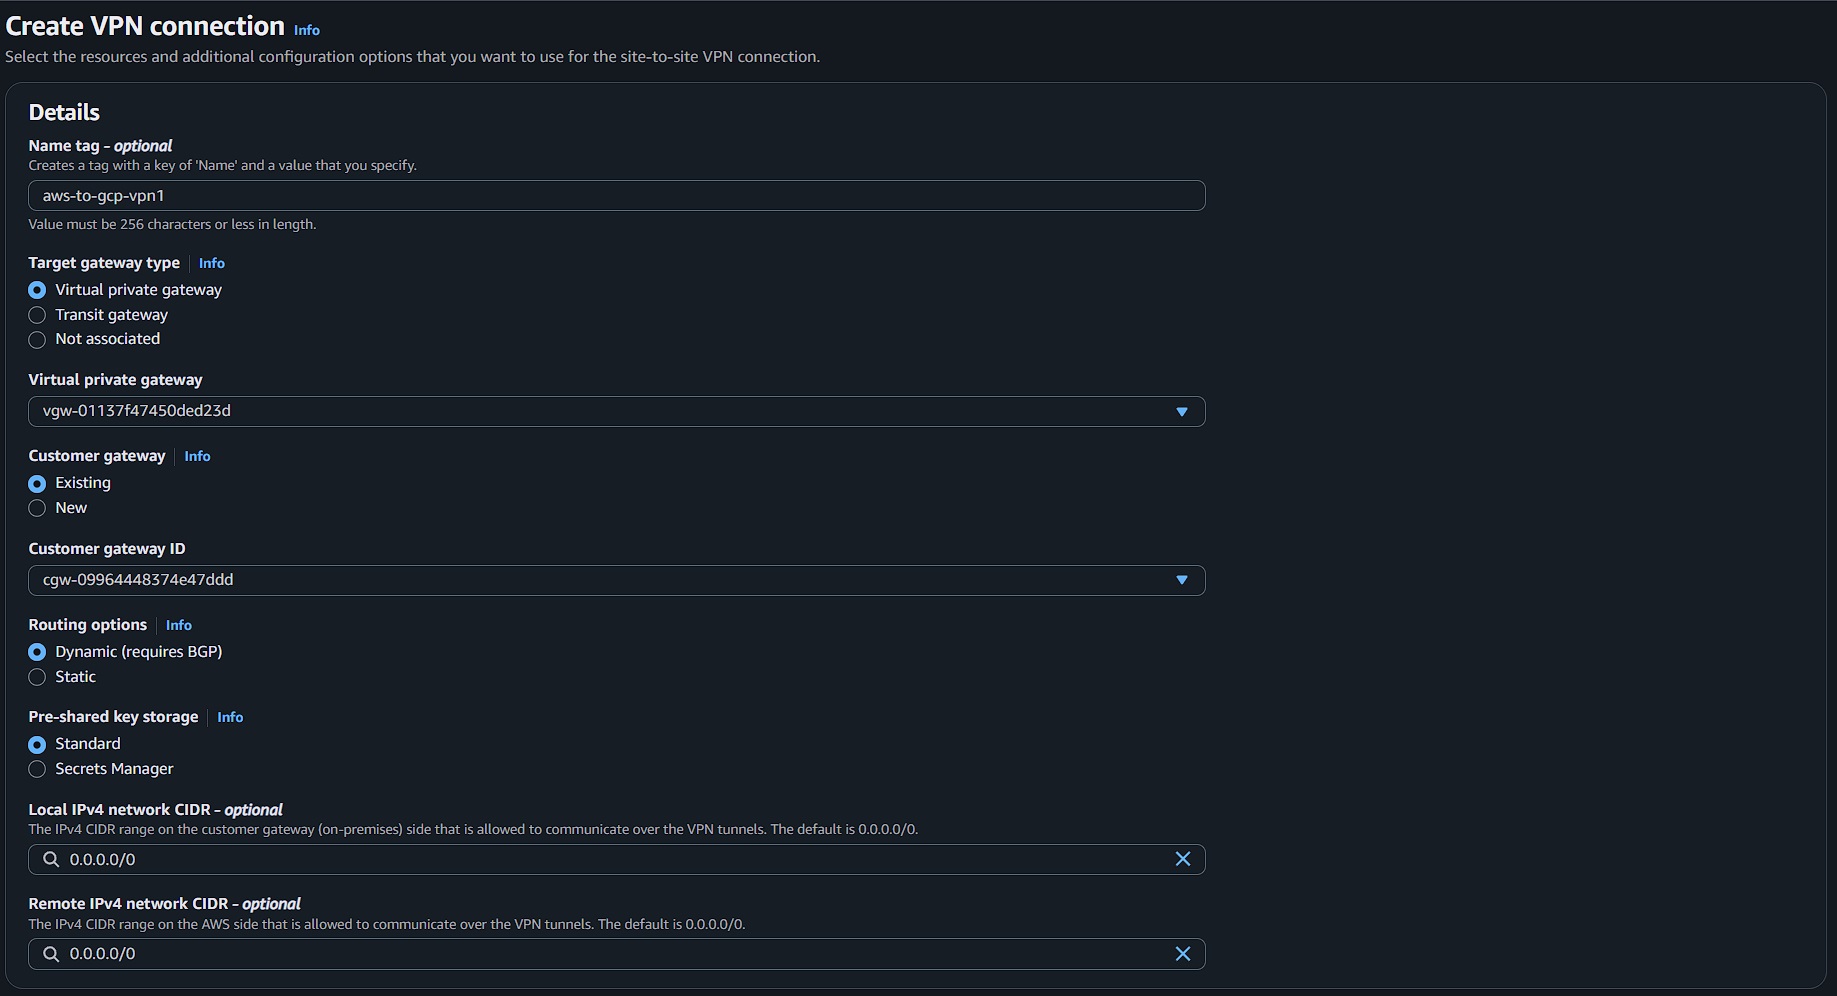 Create VPN connection Info
Select the resources and additional configuration options that you want to use for the site-to-site VPN connection.
Details
Name tag - optional
Creates a tag with a key of 'Name' and a value that you specify.
aws-to-gcp-vpn1
Value must be 256 characters or less in length.
Target gateway type Info
Virtual private gateway
Transit gateway
Not associated
Virtual private gateway
vgw-01137f47450ded23d
Customer gateway Info
Existing
New
Customer gateway ID
cgw-09964448374e47ddd
Routing options Info
Dynamic (requires BGP)
Static
Pre-shared key storage Info
Standard
Secrets Manager
Local IPv4 network CIDR - optional
The IPv4 CIDR range on the customer gateway (on-premises) side that is allowed to communicate over the VPN tunnels. The default is 0.0.0.0/0.
0.0.0.0/0
Remote IPv4 network CIDR - optional
The IPv4 CIDR range on the AWS side that is allowed to communicate over the VPN tunnels. The default is 0.0.0.0/0.
0.0.0.0/0